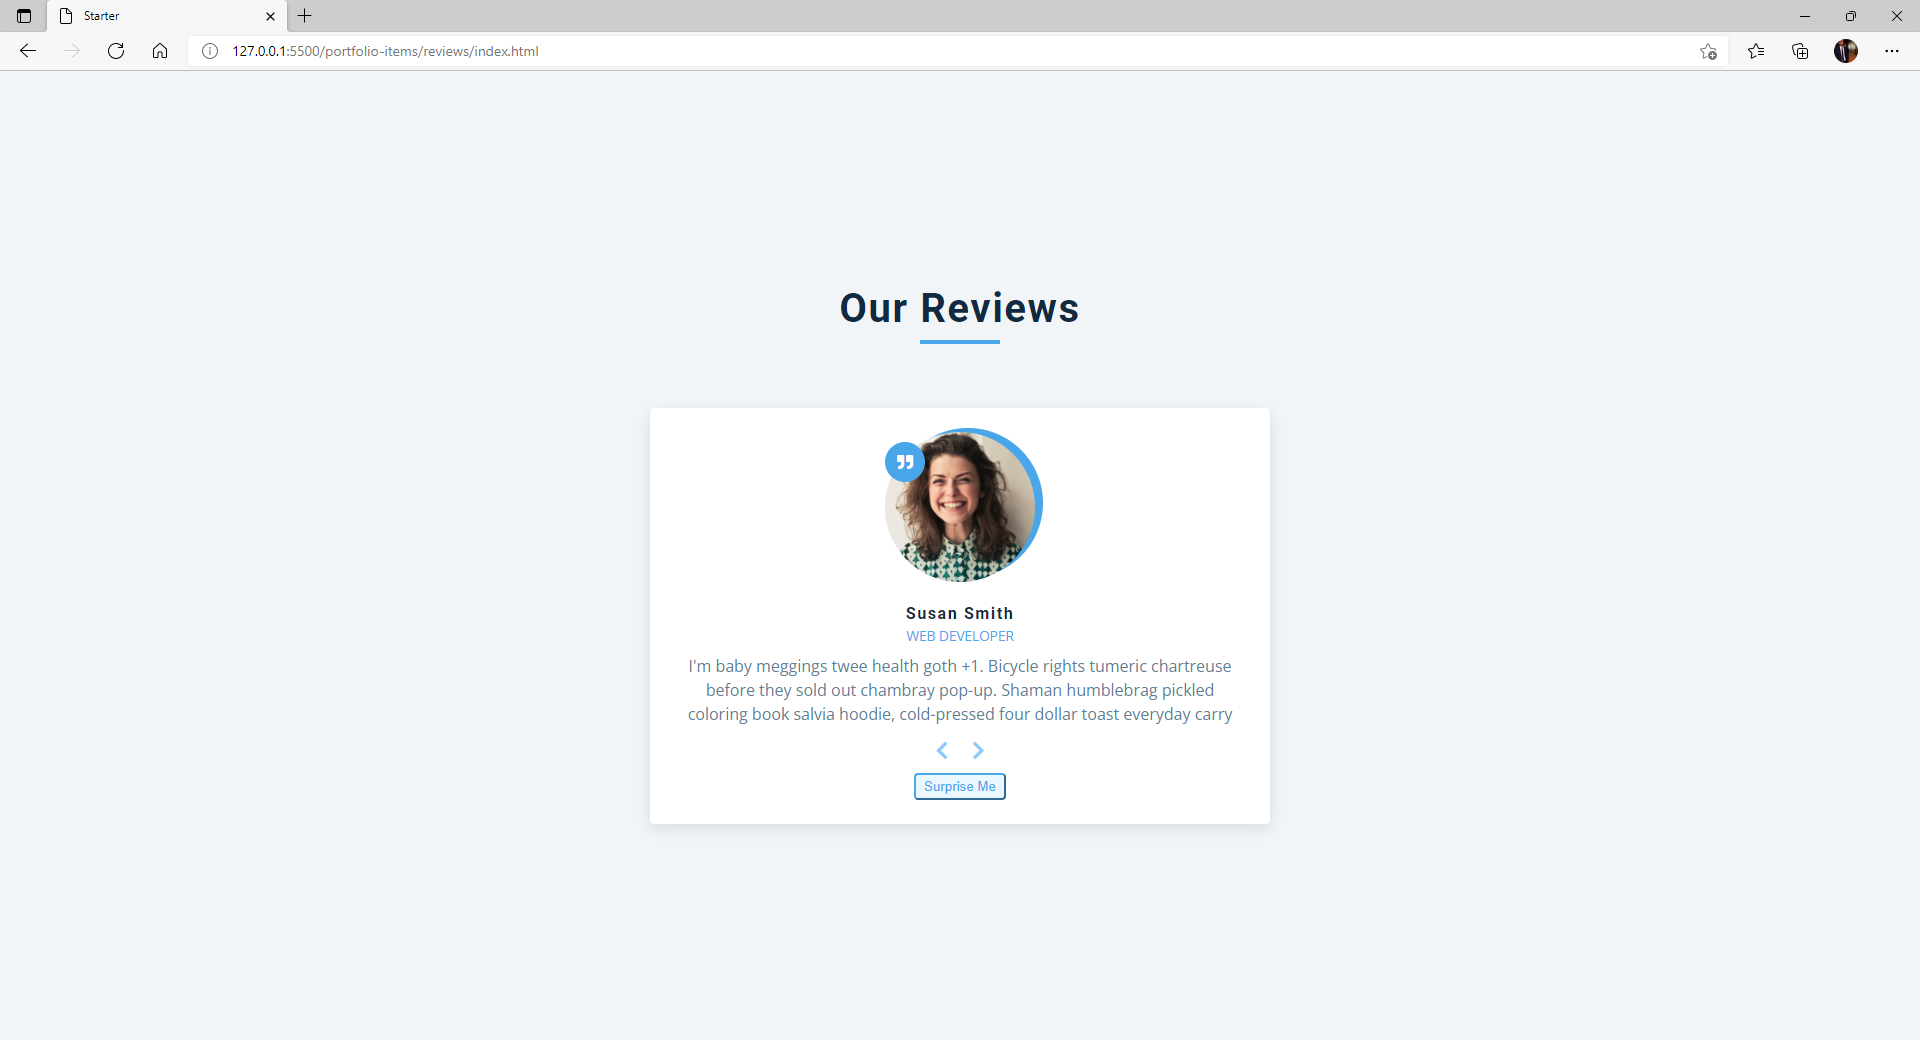 Starter
127.0.0.1:5500/portfolio-items/reviews/index.html
Our Reviews
Susan Smith
WEB DEVELOPER
I'm baby meggings twee health goth +1. Bicycle rights tumeric chartreuse
before they sold out chambray pop-up. Shaman humblebrag pickled
coloring book salvia hoodie, cold-pressed four dollar toast everyday carry
Surprise Me